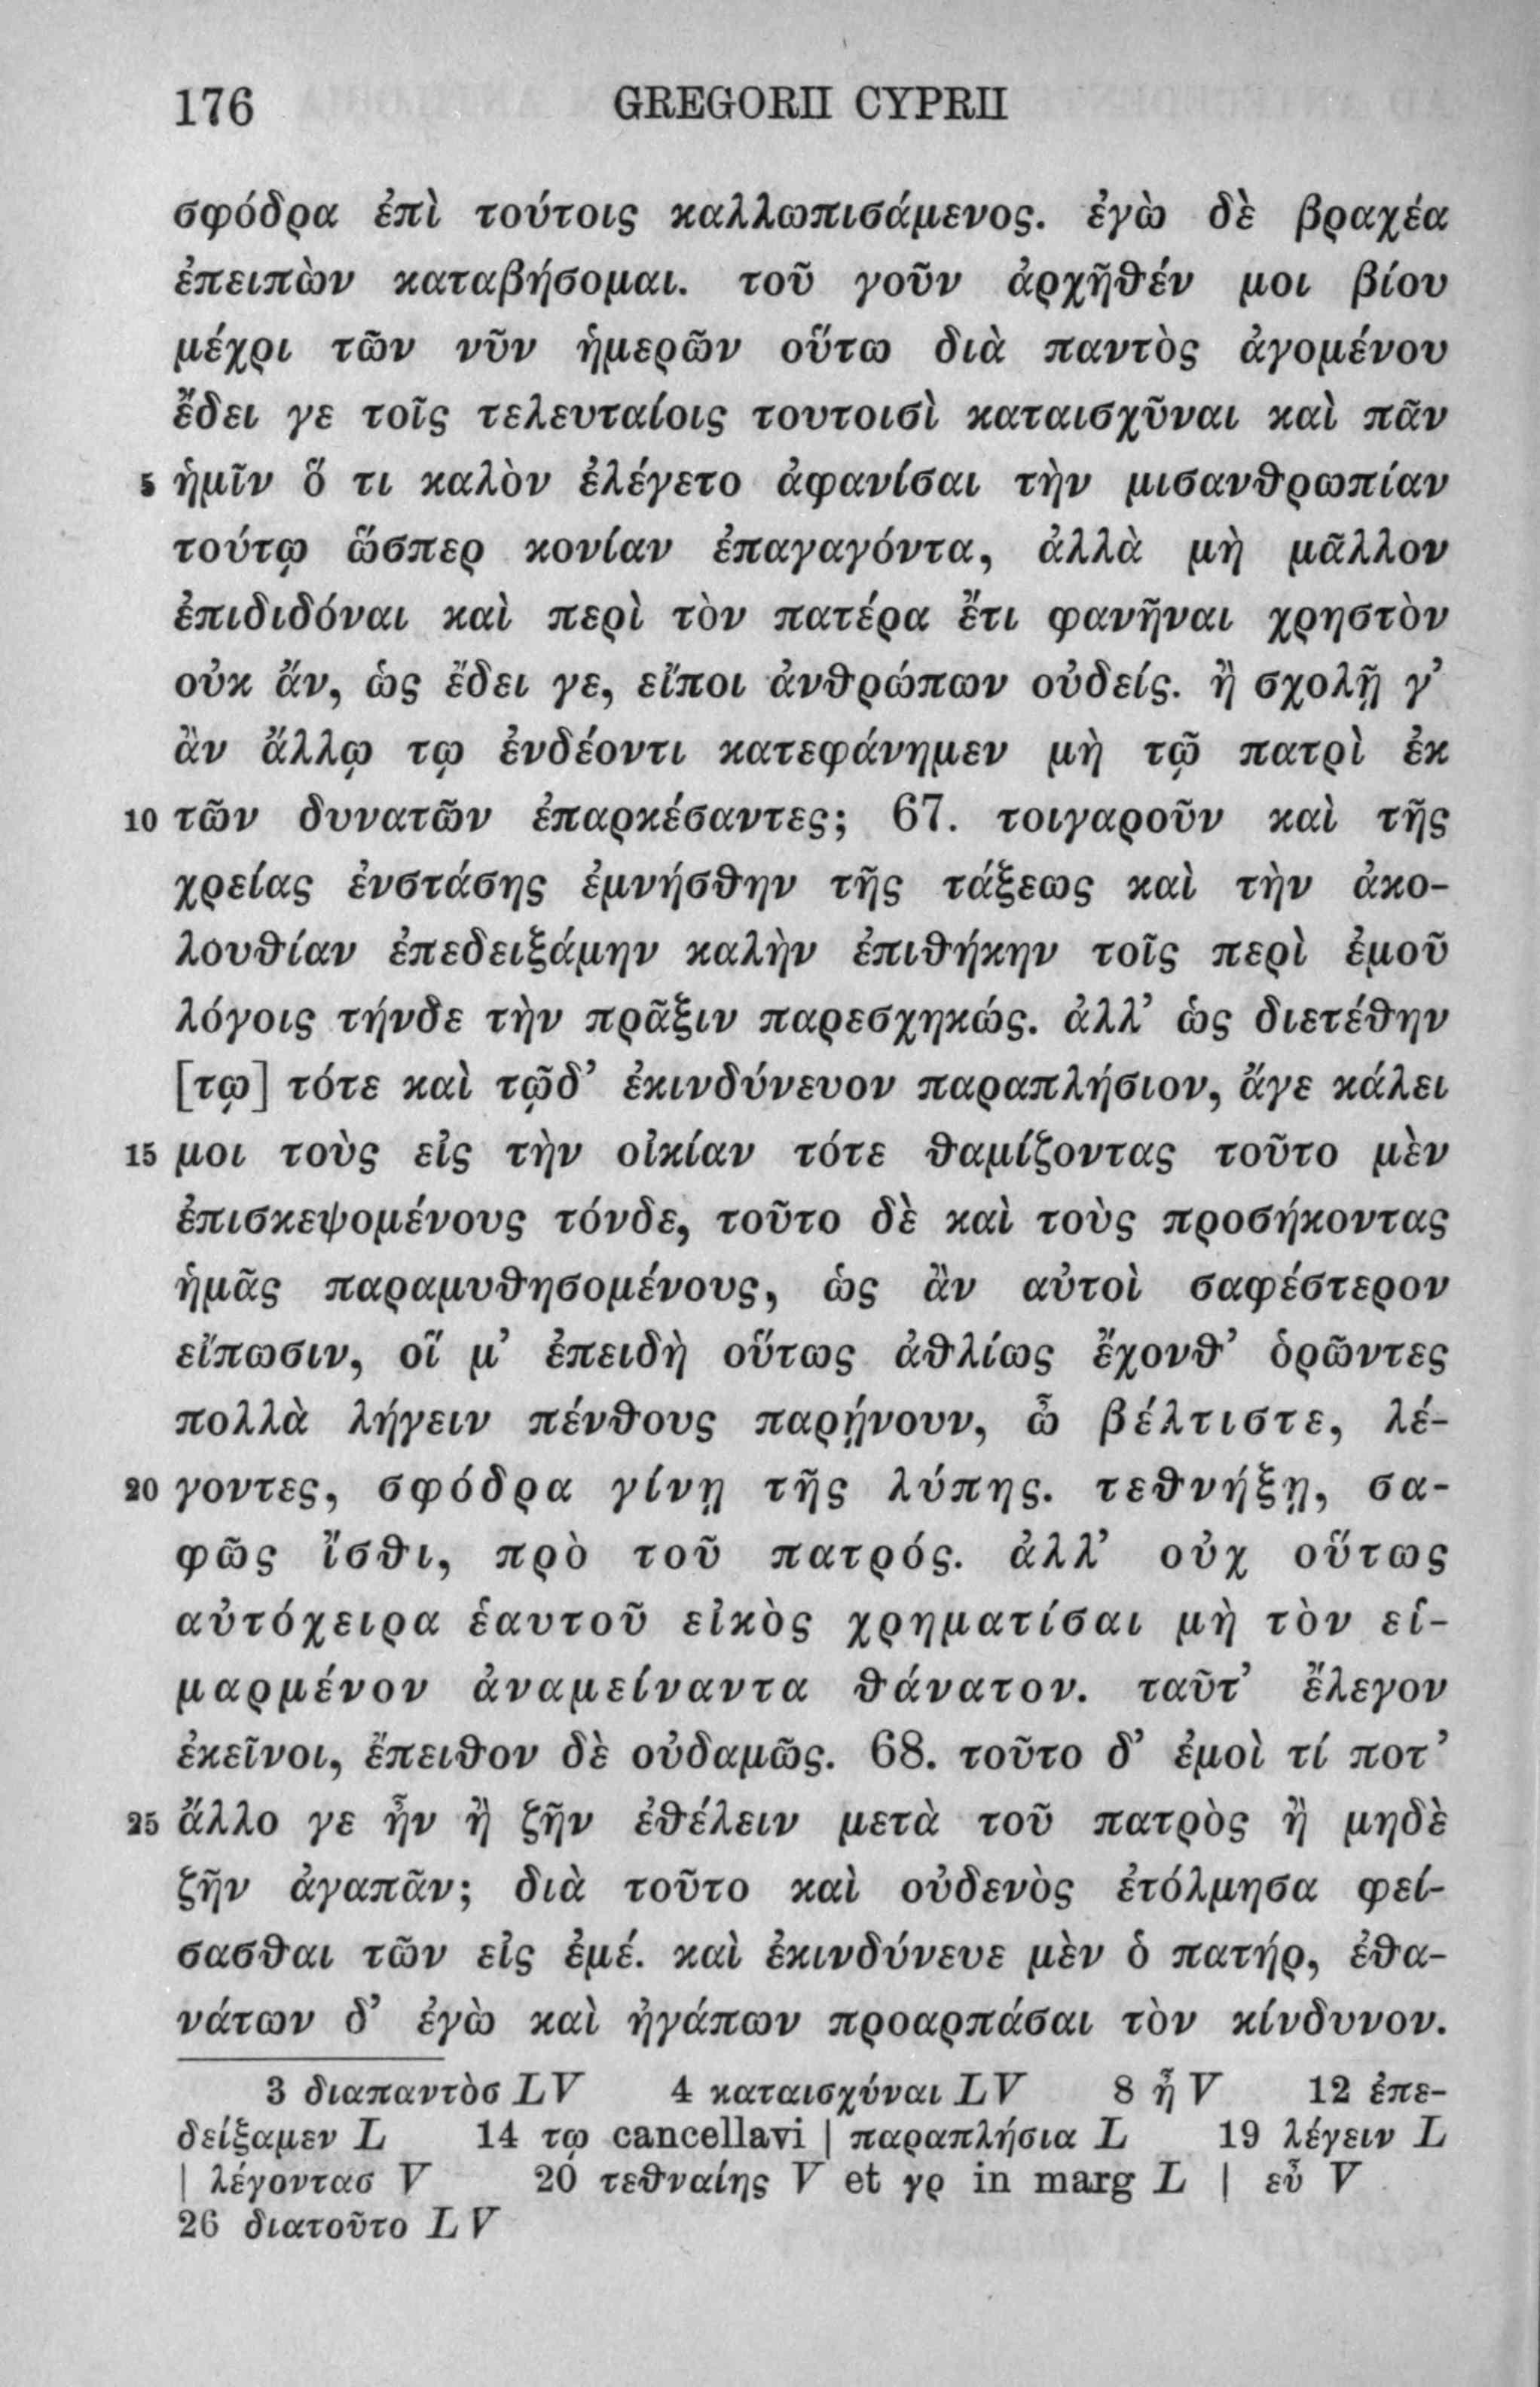 176 GREGORII CYPRII
σφόδρα ἐπὶ τούτοις καλλωπισάμενος. ἐγὼ δὲ βραχέα
ἐπειπὼν καταβήσομαι. τοῦ γοῦν ἀρχῆθέν μοι βίου
μέχρι τῶν νῦν ἡμερῶν οὕτω διὰ παντὸς ἀγομένου
ἔδει γε τοῖς τελευταίοις τουτοισὶ καταισχῦναι καὶ πᾶν
5 ἡμῖν ὅ τι καλὸν ἐλέγετο ἀφανίσαι τὴν μισανθρωπίαν
τούτῳ ὥσπερ κονίαν ἐπαγαγόντα, ἀλλὰ μὴ μᾶλλον
ἐπιδιδόναι καὶ περὶ τὸν πατέρα ἔτι φανῆναι χρηστὸν
οὐκ ἄν, ὡς ἔδει γε, εἴποι ἀνθρώπων οὐδείς. ἢ σχολῇ γ’
ἂν ἄλλῳ τῳ ἐνδέοντι κατεφάνημεν μὴ τῷ πατρὶ ἐκ
10 τῶν δυνατῶν ἐπαρκέσαντες; 67. τοιγαροῦν καὶ τῆς
χρείας ἐνστάσης ἐμνήσθην τῆς τάξεως καὶ τὴν ἀκο-
λουθίαν ἐπεδειξάμην καλὴν ἐπιθήκην τοῖς περὶ ἐμοῦ
λόγοις τήνδε τὴν πρᾶξιν παρεσχηκώς. ἀλλ’ ὡς διετέθην
[τῳ] τότε καὶ τῷδ’ ἐκινδύνευον παραπλήσιον, ἄγε κάλει
15 μοι τοὺς εἰς τὴν οἰκίαν τότε θαμίζοντας τοῦτο μὲν
ἐπισκεψομένους τόνδε, τοῦτο δὲ καὶ τοὺς προσήκοντας
ἡμᾶς παραμυθησομένους, ὡς ἂν αὐτοὶ σαφέστερον
εἴπωσιν, οἵ μ’ ἐπειδὴ οὕτως ἀθλίως ἔχονθ’ ὁρῶντες
πολλὰ λήγειν πένθους παρῄνουν, ὦ βέλτιστε, λέ-
20 γοντες, σφόδρα γίνῃ τῆς λύπης. τεθνήξῃ, σα-
φῶς ἴσθι, πρὸ τοῦ πατρός. ἀλλ’ οὐχ οὕτως
αὐτόχειρα ἑαυτοῦ εἰκὸς χρηματίσαι μὴ τὸν εἱ-
μαρμένον ἀναμείναντα θάνατον. ταῦτ’ ἔλεγον
ἐκεῖνοι, ἔπειθον δὲ οὐδαμῶς. 68. τοῦτο δ’ ἐμοὶ τί ποτ’
25 ἄλλο γε ἦν ἢ ζῆν ἐθέλειν μετὰ τοῦ πατρὸς ἢ μηδὲ
ζῆν ἀγαπᾶν; διὰ τοῦτο καὶ οὐδενὸς ἐτόλμησα φεί-
σασθαι τῶν εἰς ἐμέ. καὶ ἐκινδύνευε μὲν ὁ πατήρ, ἐθα-
νάτων δ’ ἐγὼ καὶ ἠγάπων προαρπάσαι τὸν κίνδυνον.
3 διαπαντὸσ LV 4 καταισχύναι LV 8 ἦ V 12 ἐπε-
δείξαμεν L 14 τῳ cancellavi | παραπλήσια L 19 λέγειν L
| λέγοντασ V 20 τεθναίης V et γρ in marg L | εὖ V
26 διατοῦτο LV